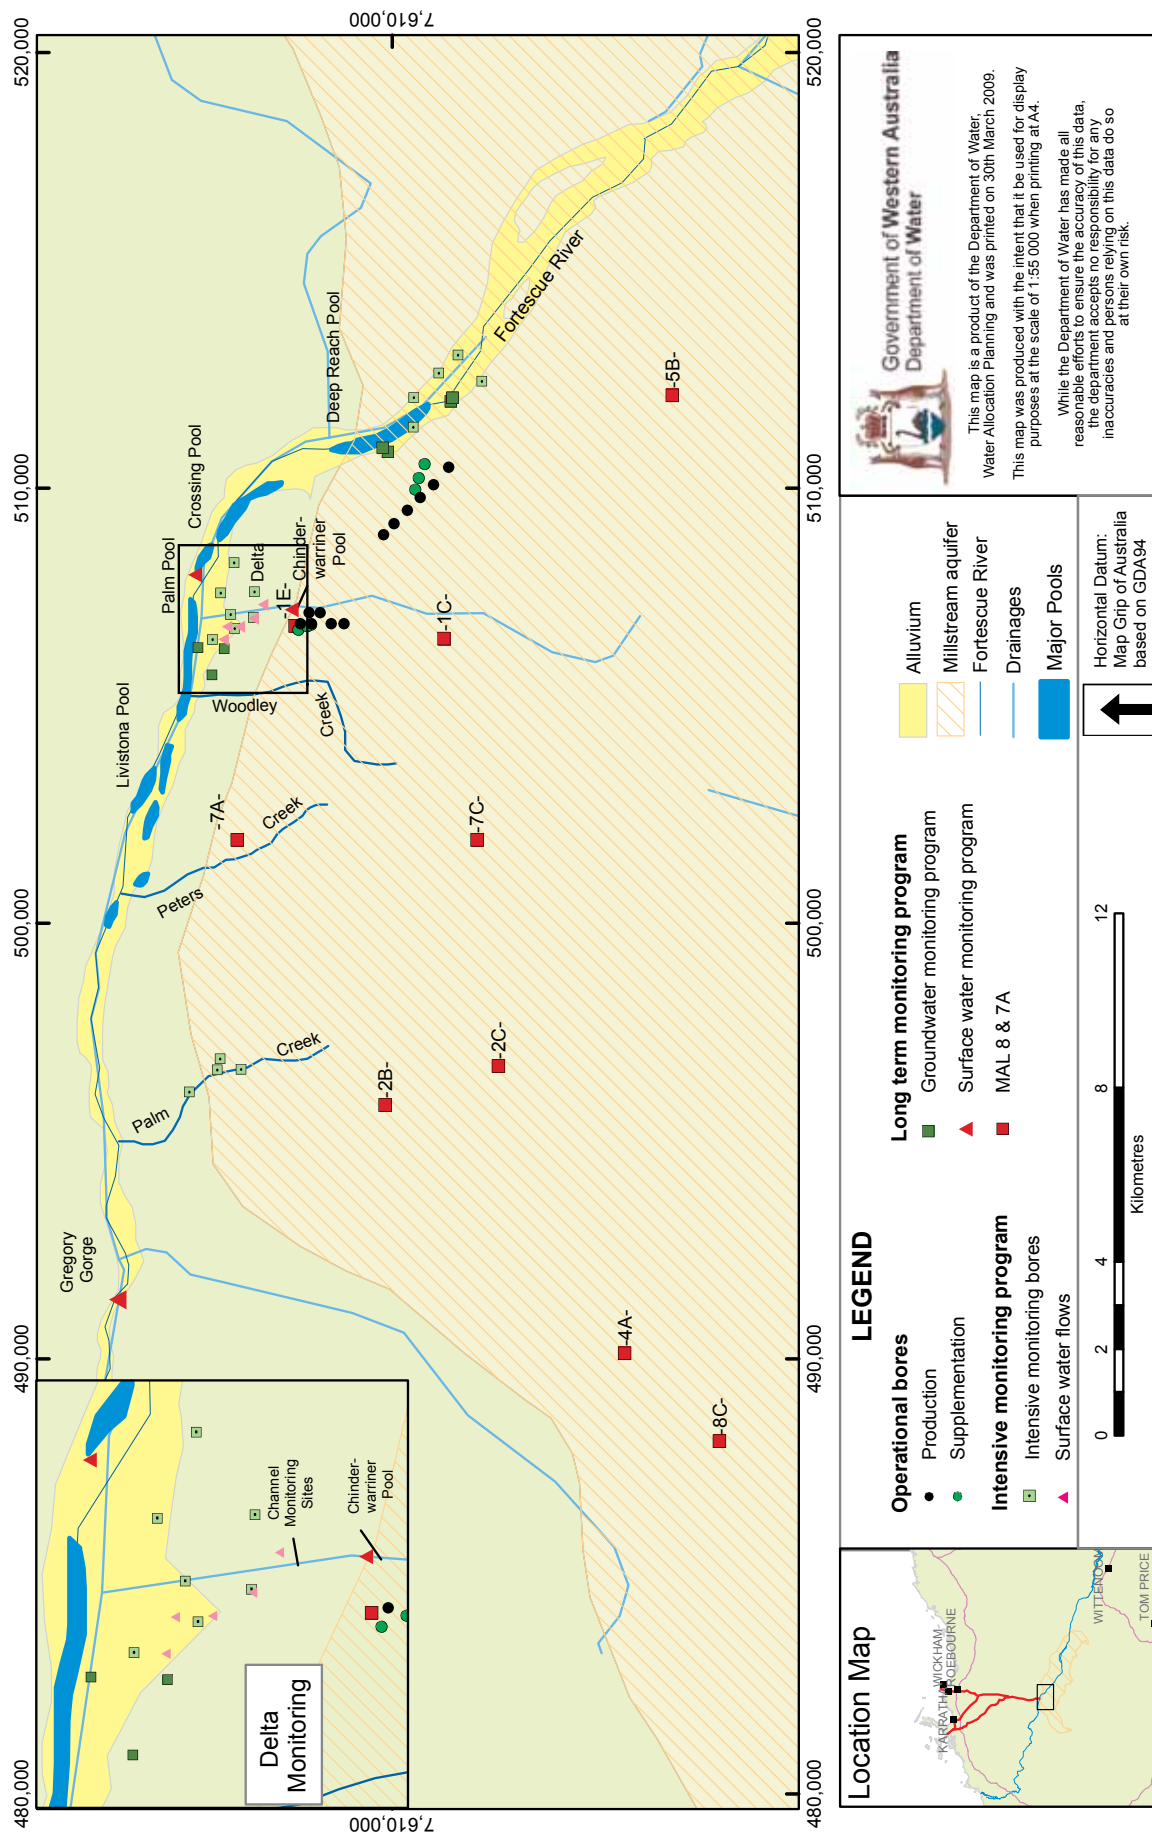 480,000
490,000
500,000
510,000
520,000
7,610,000
7,610,000
Gregory
Gorge
Livistona Pool
Palm Pool
Crossing Pool
Deep Reach Pool
Fortescue River
Delta
-1E-
Chinder-
warriner
Pool
Woodley
Creek
Peters
Creek
Palm
Creek
-7A-
-7C-
-1C-
-5B-
-2B-
-2C-
-4A-
-8C-
Delta
Monitoring
Channel
Monitoring
Sites
Chinder-
warriner
Pool
480,000
490,000
500,000
510,000
520,000
Location Map
KARRATHA
WICKHAM
ROEBOURNE
WITTENOOM
TOM PRICE
LEGEND
Operational bores
Production
Supplementation
Intensive monitoring program
Intensive monitoring bores
Surface water flows
Long term monitoring program
Groundwater monitoring program
Surface water monitoring program
MAL 8 & 7A
Alluvium
Millstream aquifer
Fortescue River
Drainages
Major Pools
0 2 4 8 12
Kilometres
Horizontal Datum:
Map Grip of Australia
based on GDA94
Government of Western Australia
Department of Water
This map is a product of the Department of Water,
Water Allocation Planning and was printed on 30th March 2009.
This map was produced with the intent that it be used for display
purposes at the scale of 1:55 000 when printing at A4.
While the Department of Water has made all
reasonable efforts to ensure the accuracy of this data,
the department accepts no responsibility for any
inaccuracies and persons relying on this data do so
at their own risk.